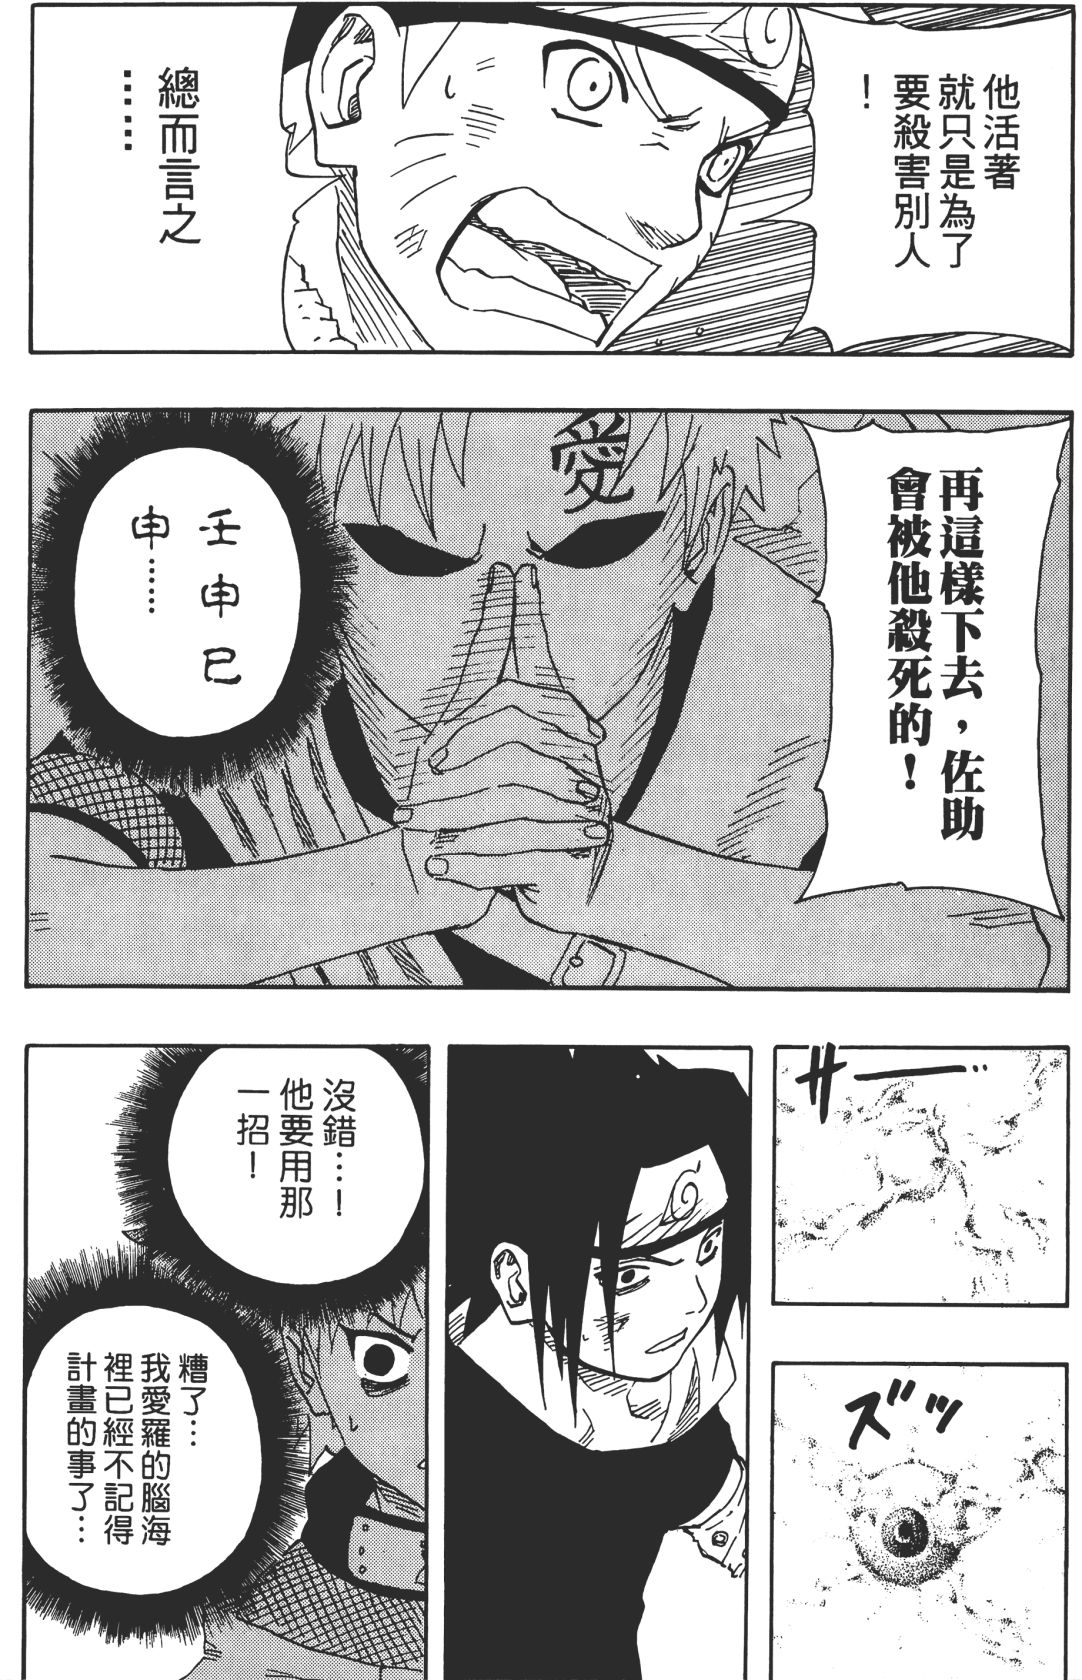 他活著
就只是為了
要殺害別人
！
總而言之
……
再這樣下去，佐助
會被他殺死的！
愛
壬申巳
申……
サ――…
ズッ
沒錯…！
他要用那
一招！
糟了…
我愛羅的腦海
裡已經不記得
計畫的事了…